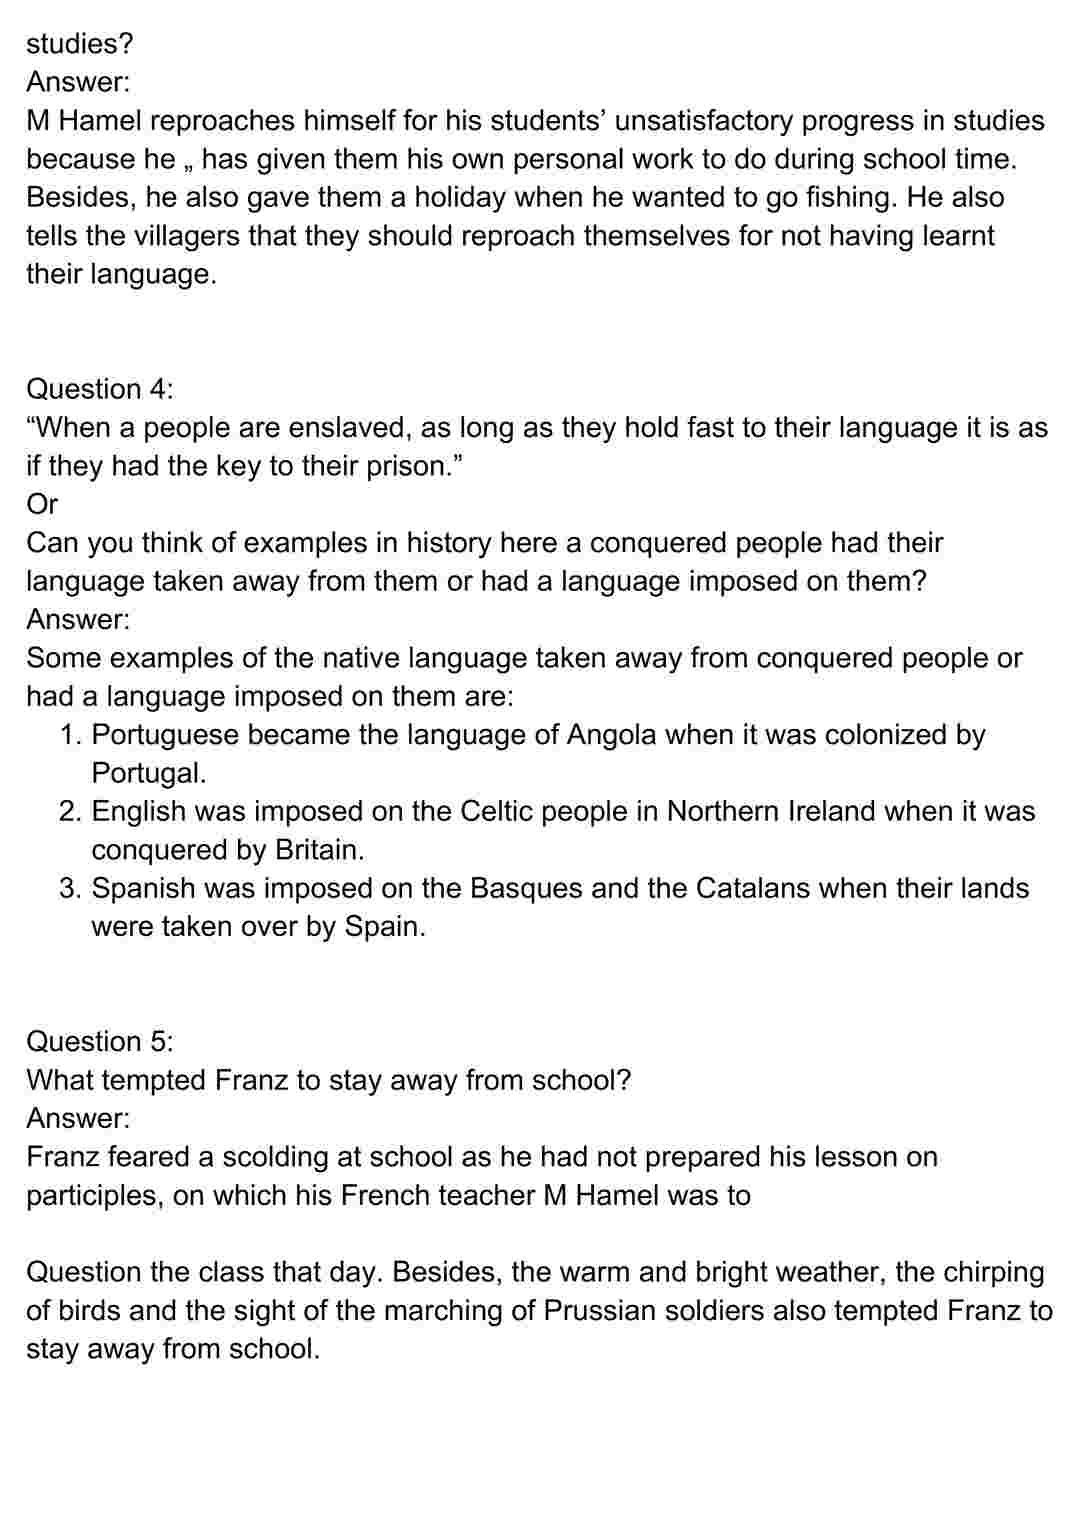 studies?
Answer:
M Hamel reproaches himself for his students’ unsatisfactory progress in studies
because he „ has given them his own personal work to do during school time.
Besides, he also gave them a holiday when he wanted to go fishing. He also
tells the villagers that they should reproach themselves for not having learnt
their language.
Question 4:
“When a people are enslaved, as long as they hold fast to their language it is as
if they had the key to their prison.”
Or
Can you think of examples in history here a conquered people had their
language taken away from them or had a language imposed on them?
Answer:
Some examples of the native language taken away from conquered people or
had a language imposed on them are:
1. Portuguese became the language of Angola when it was colonized by
Portugal.
2. English was imposed on the Celtic people in Northern Ireland when it was
conquered by Britain.
3. Spanish was imposed on the Basques and the Catalans when their lands
were taken over by Spain.
Question 5:
What tempted Franz to stay away from school?
Answer:
Franz feared a scolding at school as he had not prepared his lesson on
participles, on which his French teacher M Hamel was to
Question the class that day. Besides, the warm and bright weather, the chirping
of birds and the sight of the marching of Prussian soldiers also tempted Franz to
stay away from school.